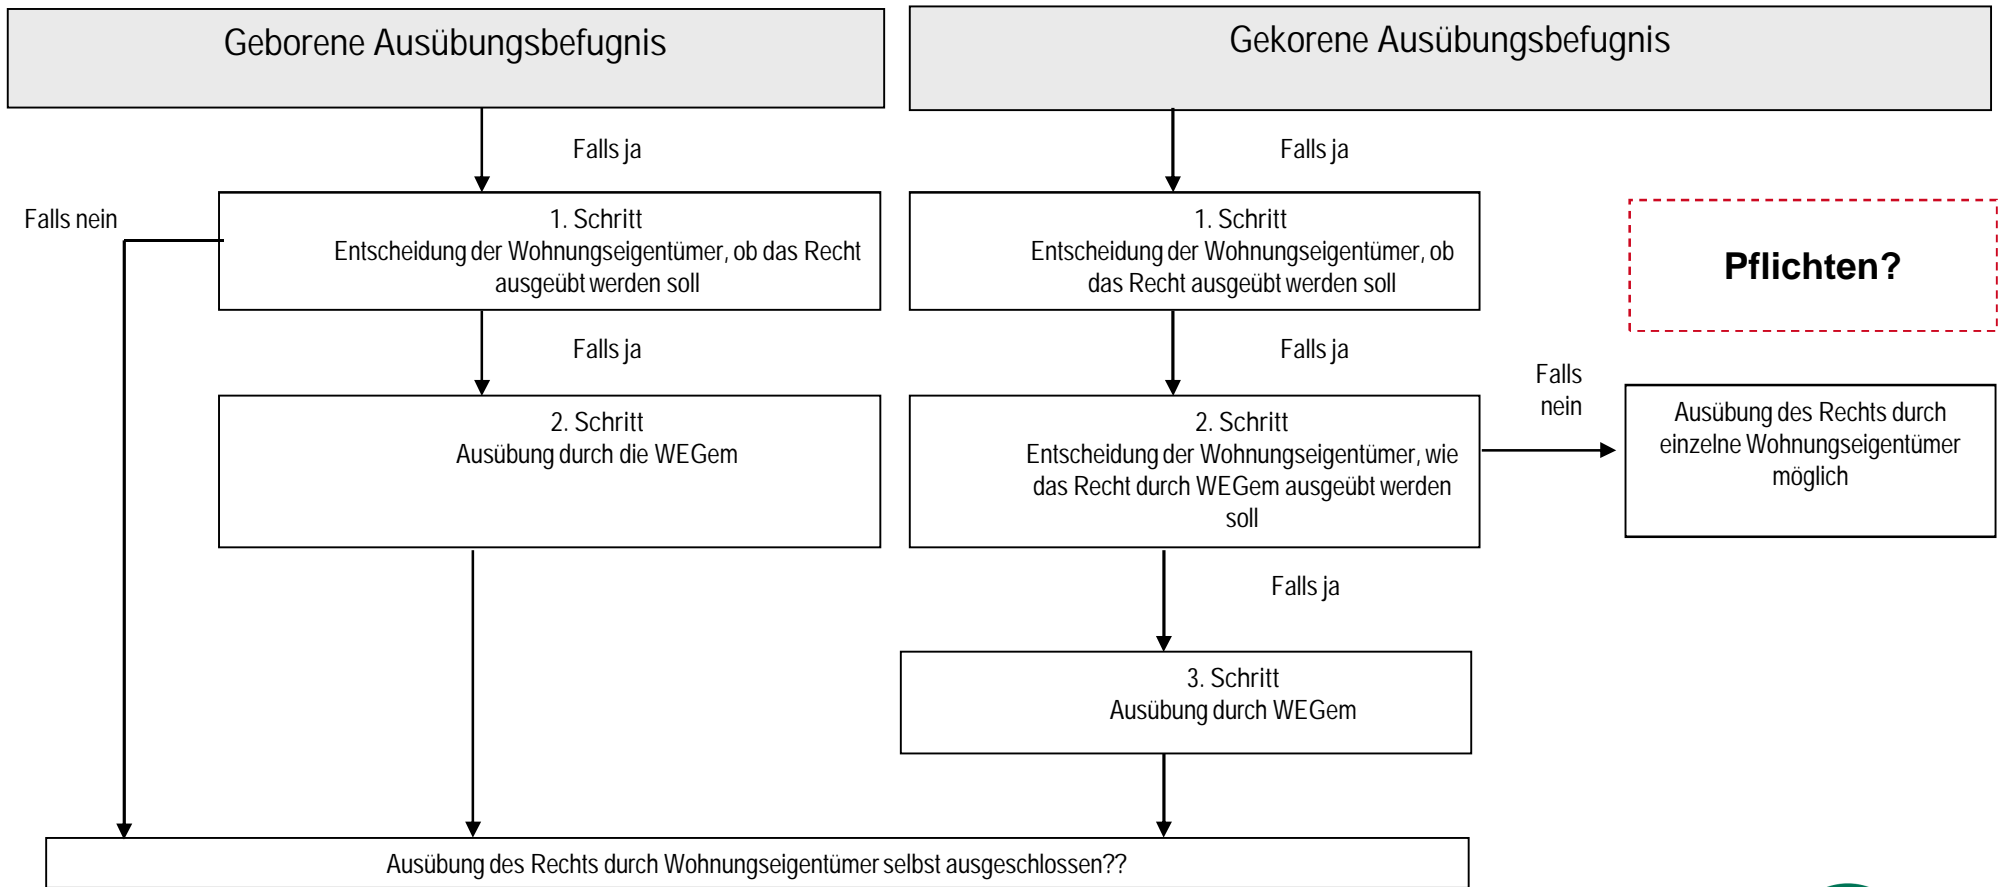 Geborene Ausübungsbefugnis
Gekorene Ausübungsbefugnis
Falls ja
Falls ja
Falls nein
1. Schritt
Entscheidung der Wohnungseigentümer, ob das Recht
ausgeübt werden soll
1. Schritt
Entscheidung der Wohnungseigentümer, ob
das Recht ausgeübt werden soll
Pflichten?
Falls ja
Falls ja
2. Schritt
Ausübung durch die WEGem
2. Schritt
Entscheidung der Wohnungseigentümer, wie
das Recht durch WEGem ausgeübt werden
soll
Falls
nein
Ausübung des Rechts durch
einzelne Wohnungseigentümer
möglich
Falls ja
3. Schritt
Ausübung durch WEGem
Ausübung des Rechts durch Wohnungseigentümer selbst ausgeschlossen??